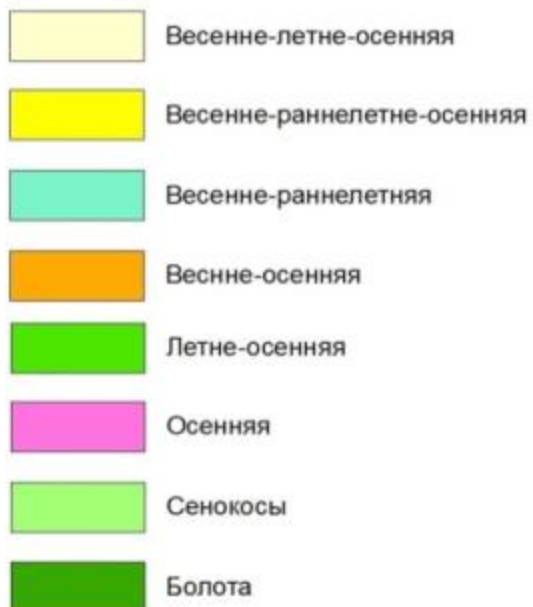 Весенне-летне-осенняя
Весенне-раннелетне-осенняя
Весенне-раннелетняя
Веснне-осенняя
Летне-осенняя
Осенняя
Сенокосы
Болота